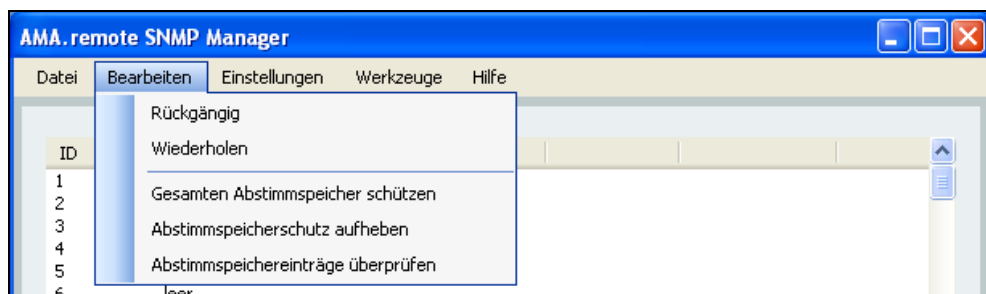 AMA.remote SNMP Manager
Datei Bearbeiten Einstellungen Werkzeuge Hilfe
Rückgängig
Wiederholen
ID
Gesamten Abstimmspeicher schützen
Abstimmspeicherschutz aufheben
Abstimmspeichereinträge überprüfen
1
2
3
4
5
6 leer